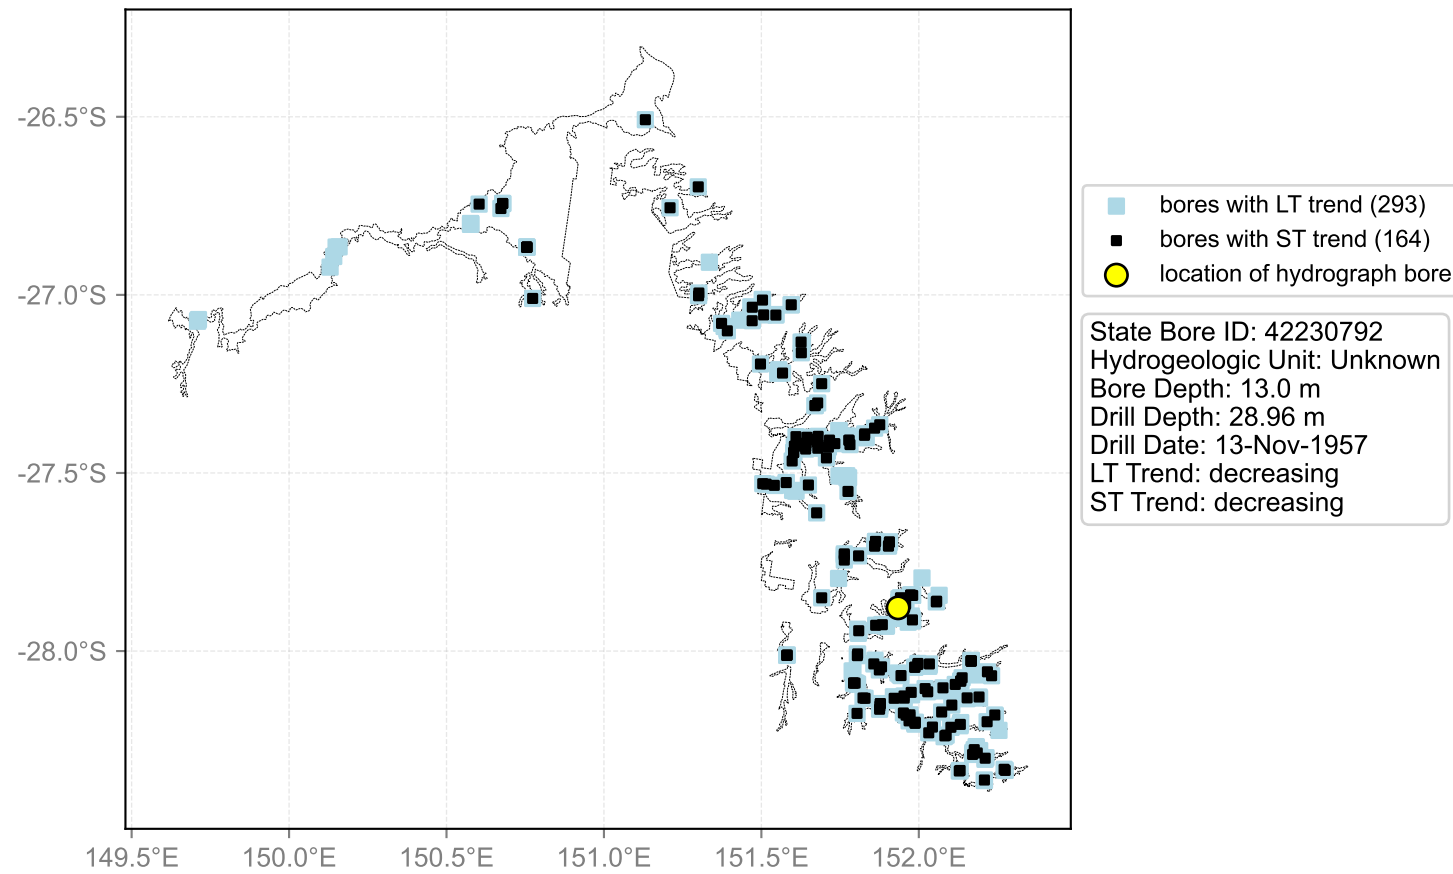 -26.5°S
-27.0°S
-27.5°S
-28.0°S
149.5°E 150.0°E 150.5°E 151.0°E 151.5°E 152.0°E
bores with LT trend (293)
bores with ST trend (164)
location of hydrograph bore
State Bore ID: 42230792
Hydrogeologic Unit: Unknown
Bore Depth: 13.0 m
Drill Depth: 28.96 m
Drill Date: 13-Nov-1957
LT Trend: decreasing
ST Trend: decreasing